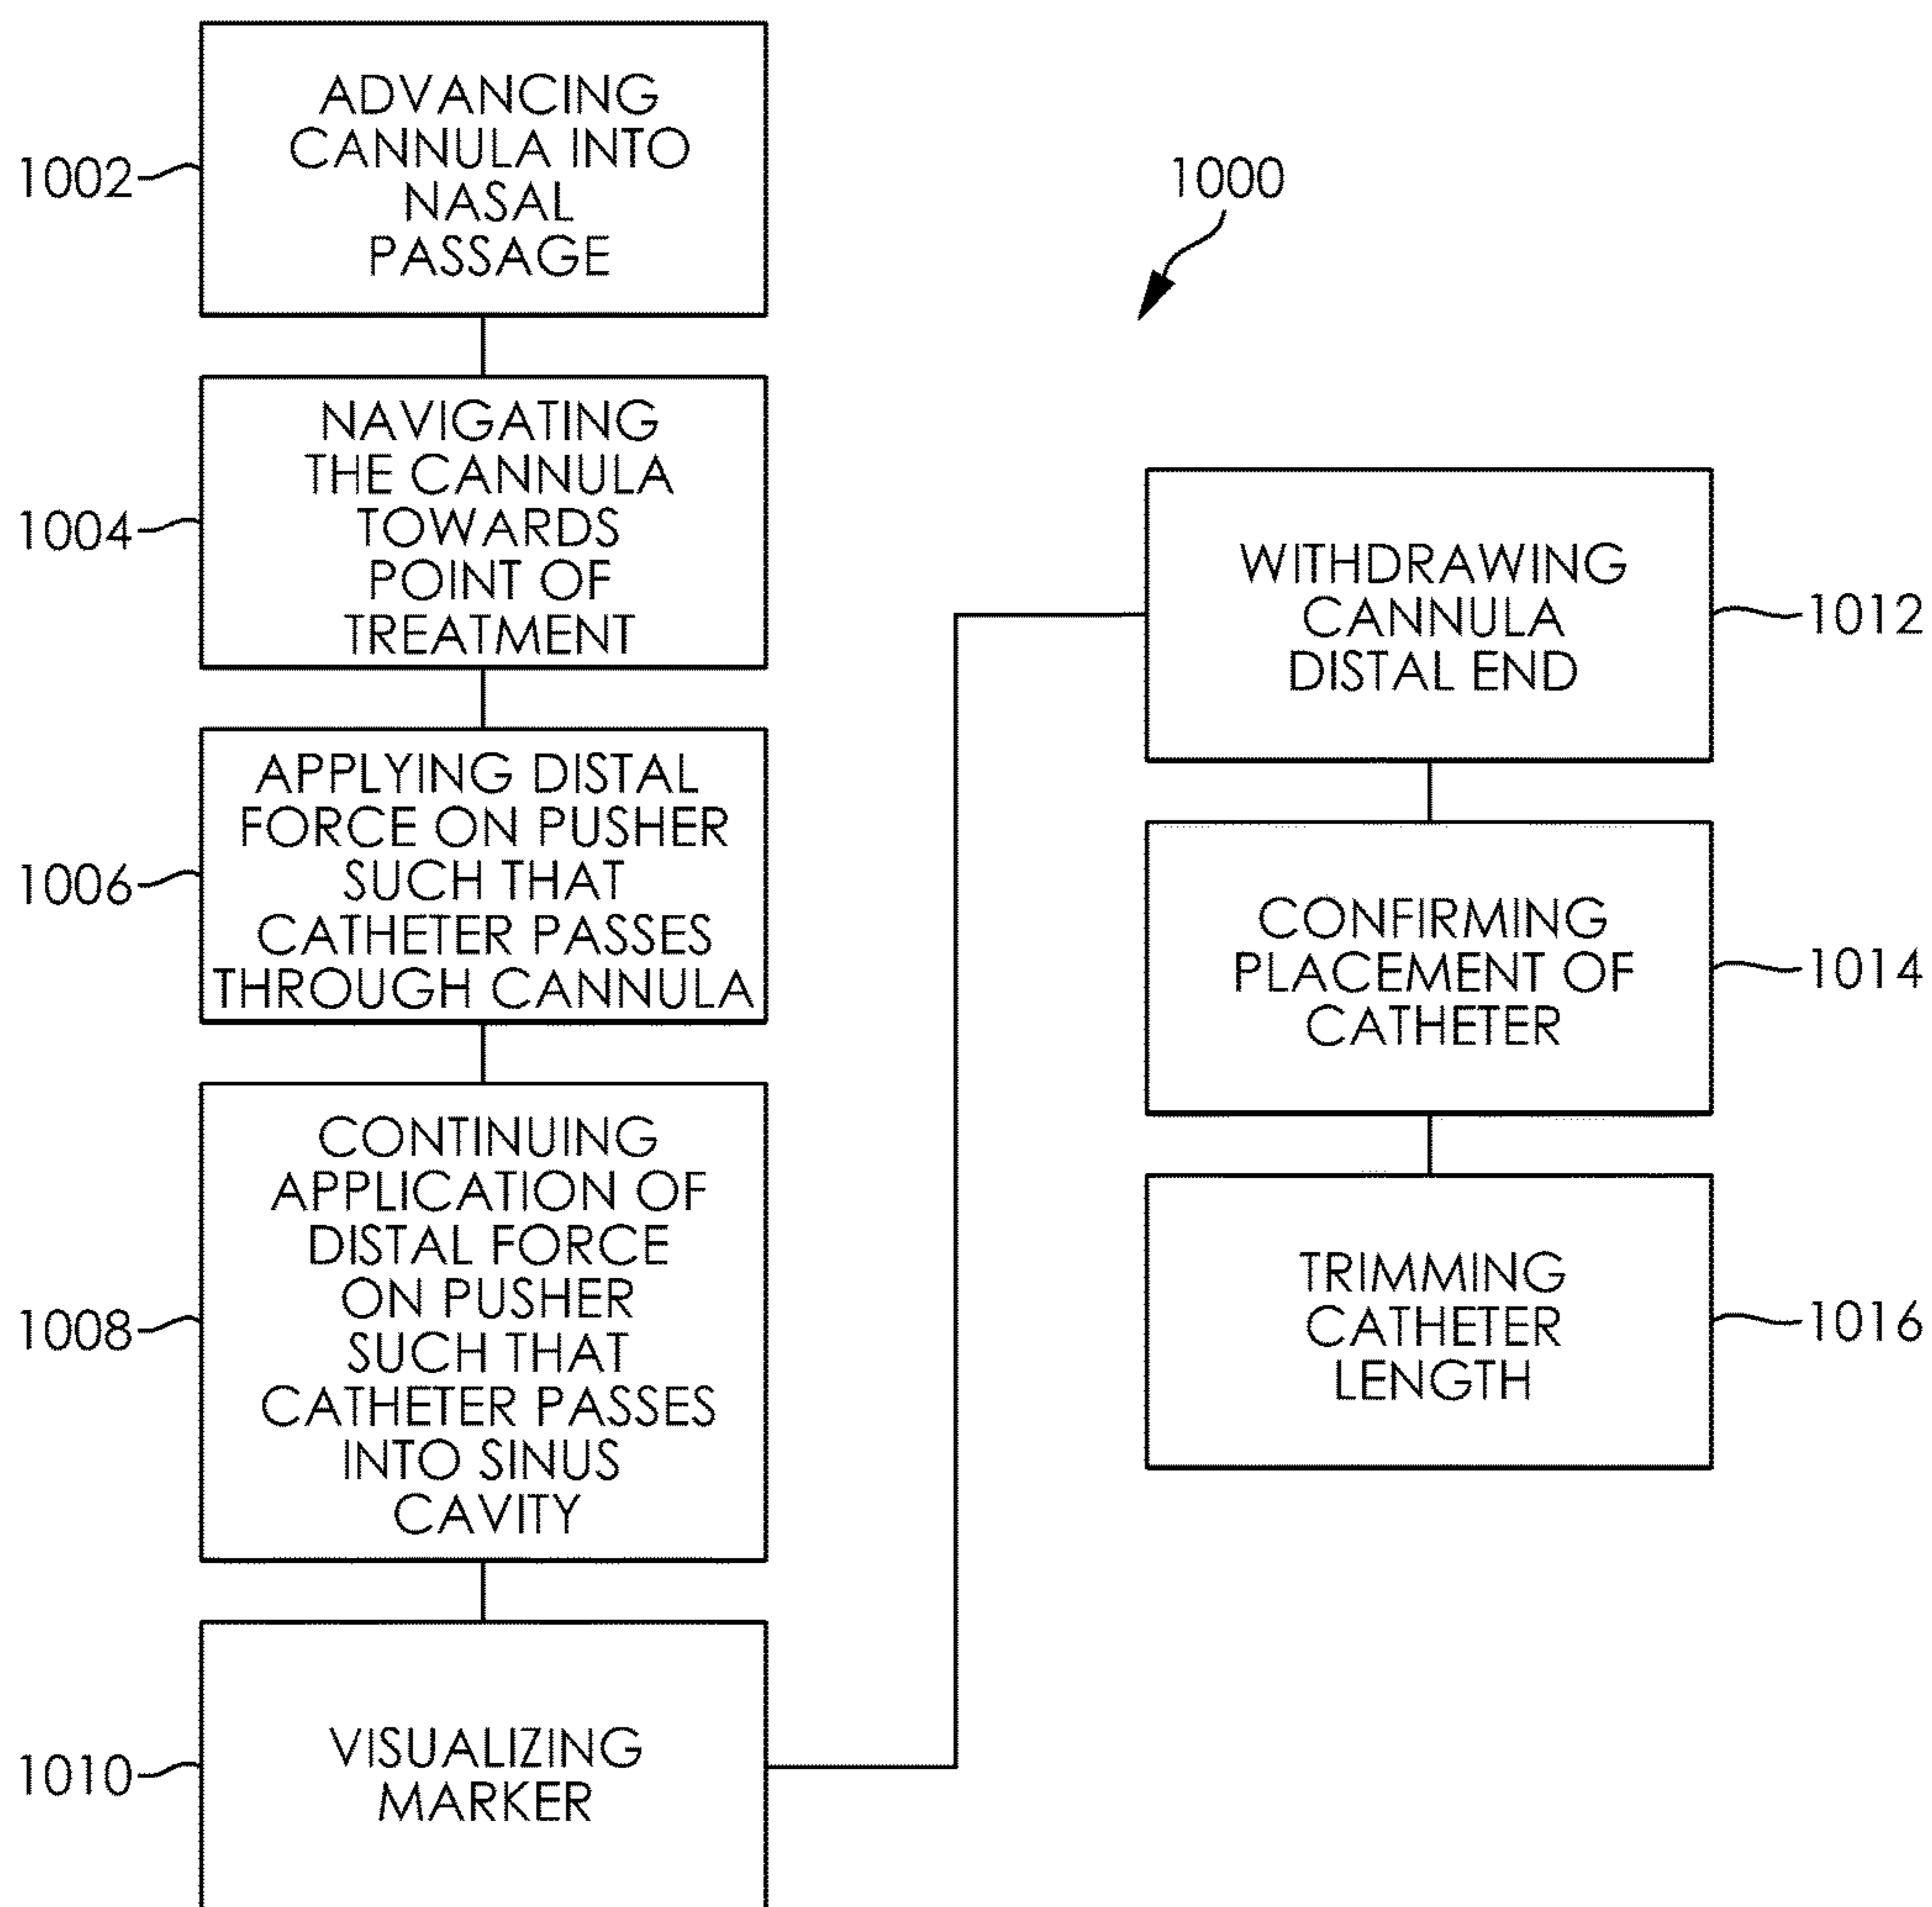 1002
ADVANCING
CANNULA INTO
NASAL
PASSAGE
1004
NAVIGATING
THE CANNULA
TOWARDS
POINT OF
TREATMENT
1006
APPLYING DISTAL
FORCE ON PUSHER
SUCH THAT
CATHETER PASSES
THROUGH CANNULA
1008
CONTINUING
APPLICATION OF
DISTAL FORCE
ON PUSHER
SUCH THAT
CATHETER PASSES
INTO SINUS
CAVITY
1010
VISUALIZING
MARKER
1000
WITHDRAWING
CANNULA
DISTAL END
1012
CONFIRMING
PLACEMENT OF
CATHETER
1014
TRIMMING
CATHETER
LENGTH
1016